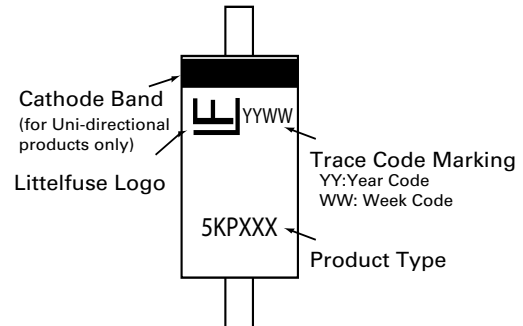 Cathode Band
(for Uni-directional
products only)
Littelfuse Logo
YYWW
Trace Code Marking
YY:Year Code
WW: Week Code
5KPXXX
Product Type